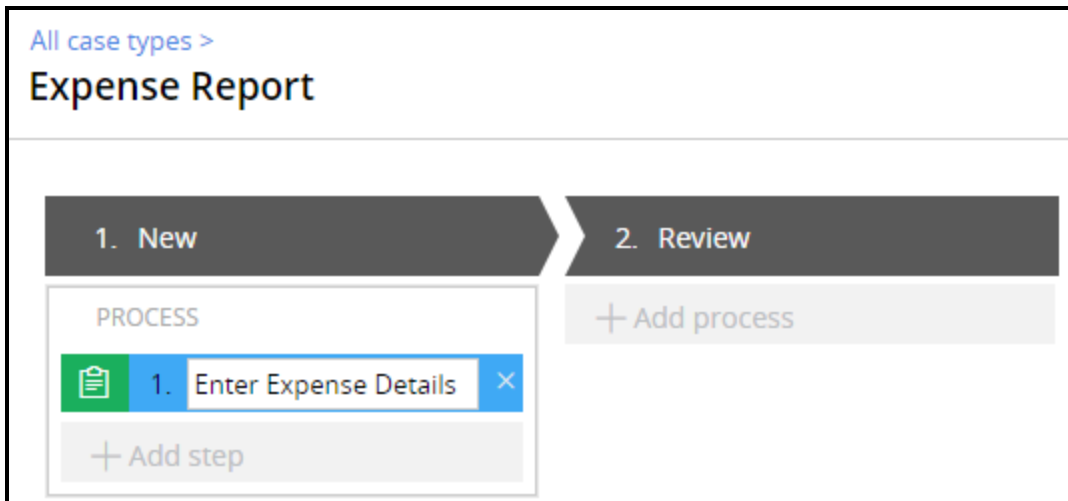 All case types >
Expense Report
1. New
2. Review
PROCESS
+ Add process
1. Enter Expense Details ×
+ Add step